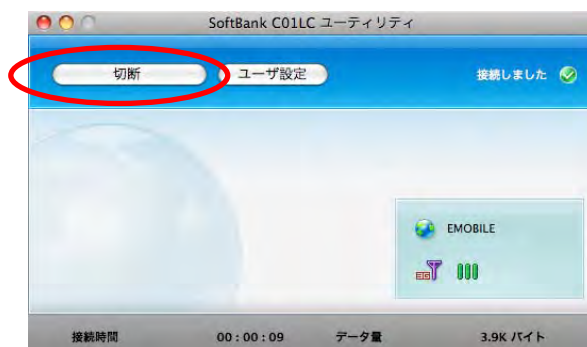 SoftBank C01LC ユーティリティ
切断 ユーザ設定 接続しました
EMOBILE
接続時間 00:00:09 データ量 3.9K バイト